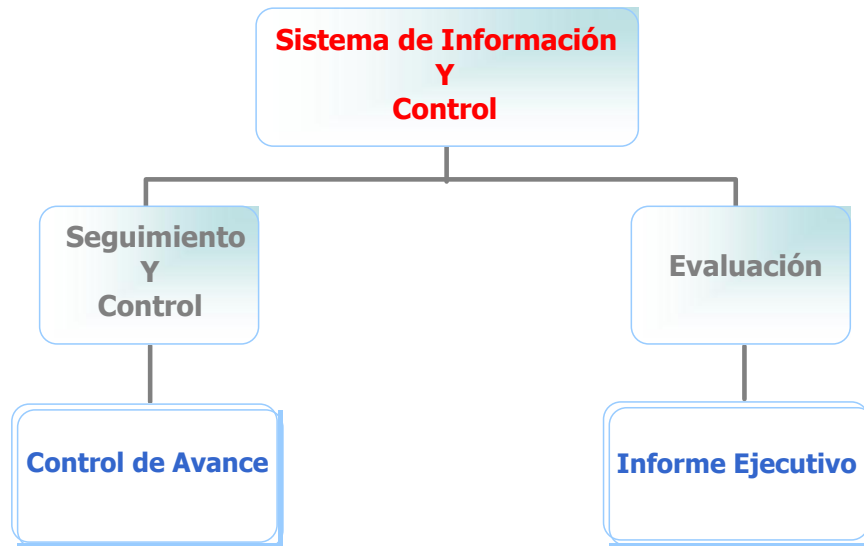 Sistema de Información
Y
Control
Seguimiento
Y
Control
Evaluación
Control de Avance
Informe Ejecutivo